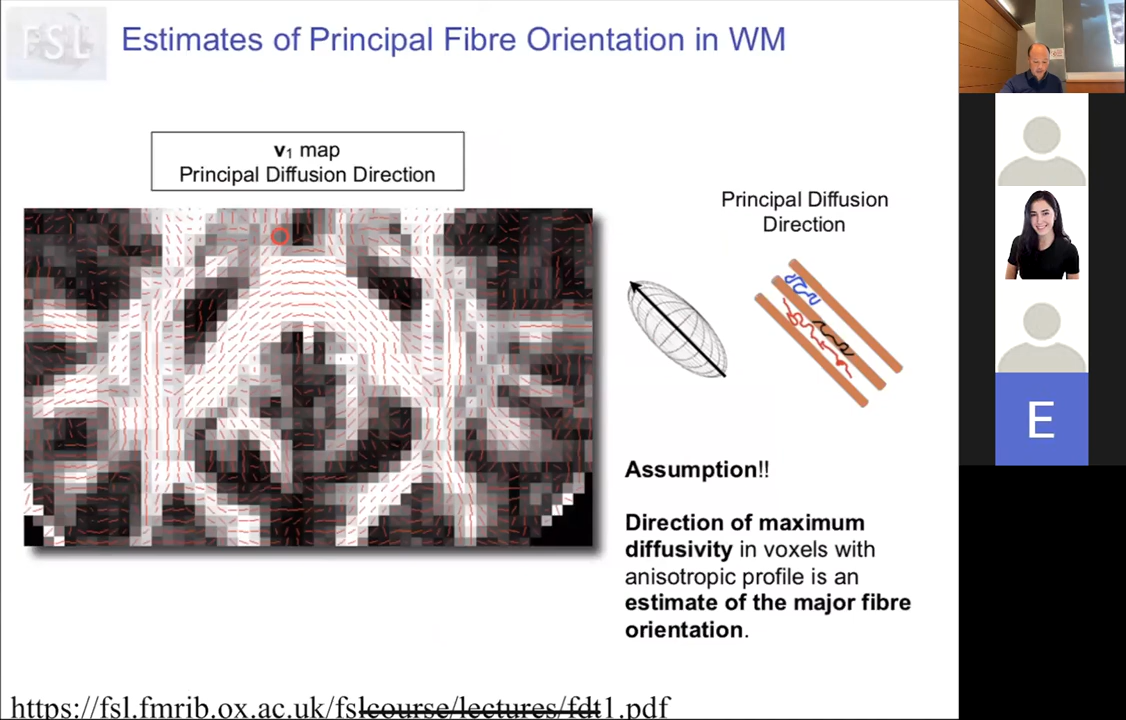 FSL
Estimates of Principal Fibre Orientation in WM
v₁ map
Principal Diffusion Direction
Principal Diffusion
Direction
Assumption!!
Direction of maximum
diffusivity in voxels with
anisotropic profile is an
estimate of the major fibre
orientation.
https://fsl.fmrib.ox.ac.uk/fslcourse/lectures/fdt1.pdf
E